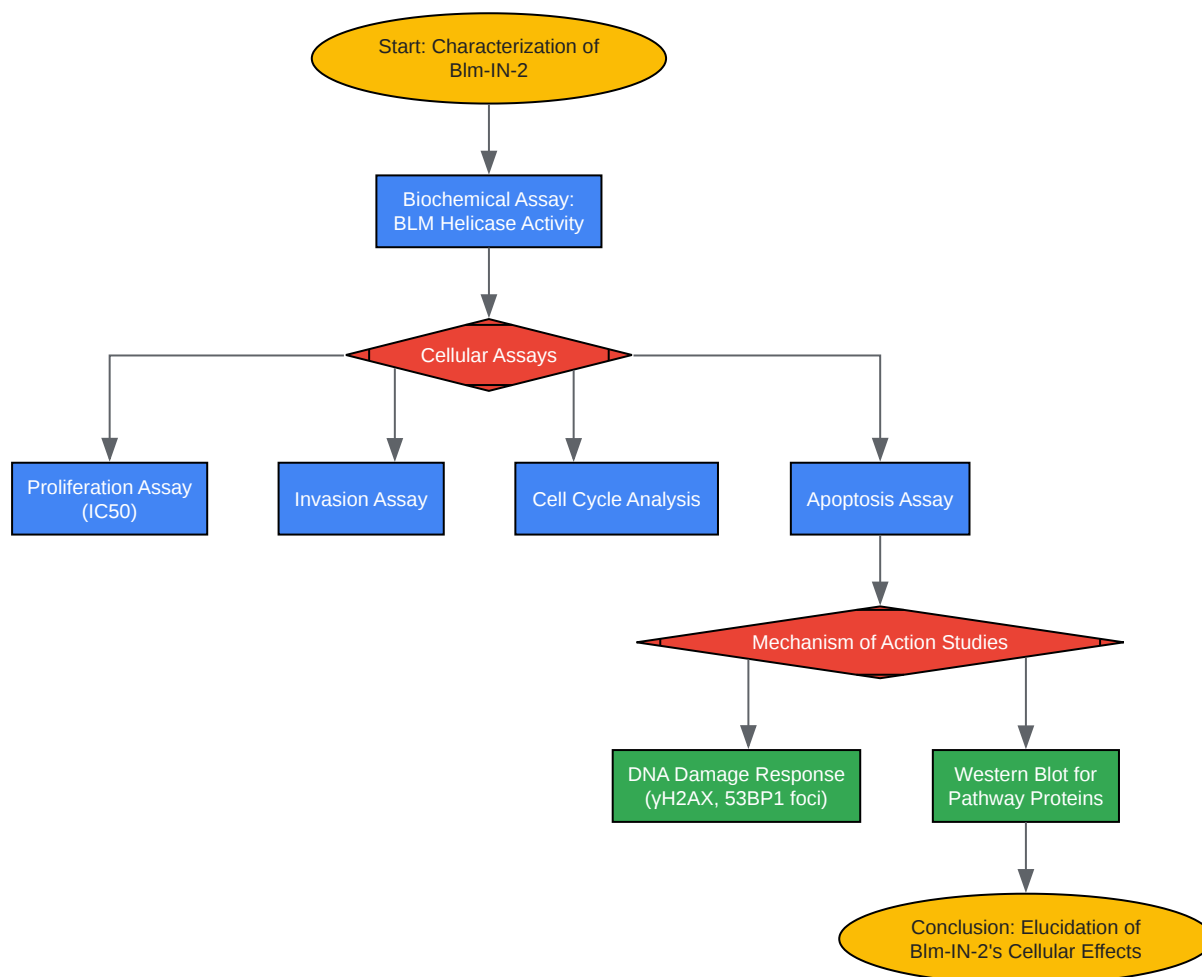 Start: Characterization of
Blm-IN-2
Biochemical Assay:
BLM Helicase Activity
Cellular Assays
Proliferation Assay
(IC50)
Invasion Assay
Cell Cycle Analysis
Apoptosis Assay
Mechanism of Action Studies
DNA Damage Response
(γH2AX, 53BP1 foci)
Western Blot for
Pathway Proteins
Conclusion: Elucidation of
Blm-IN-2's Cellular Effects